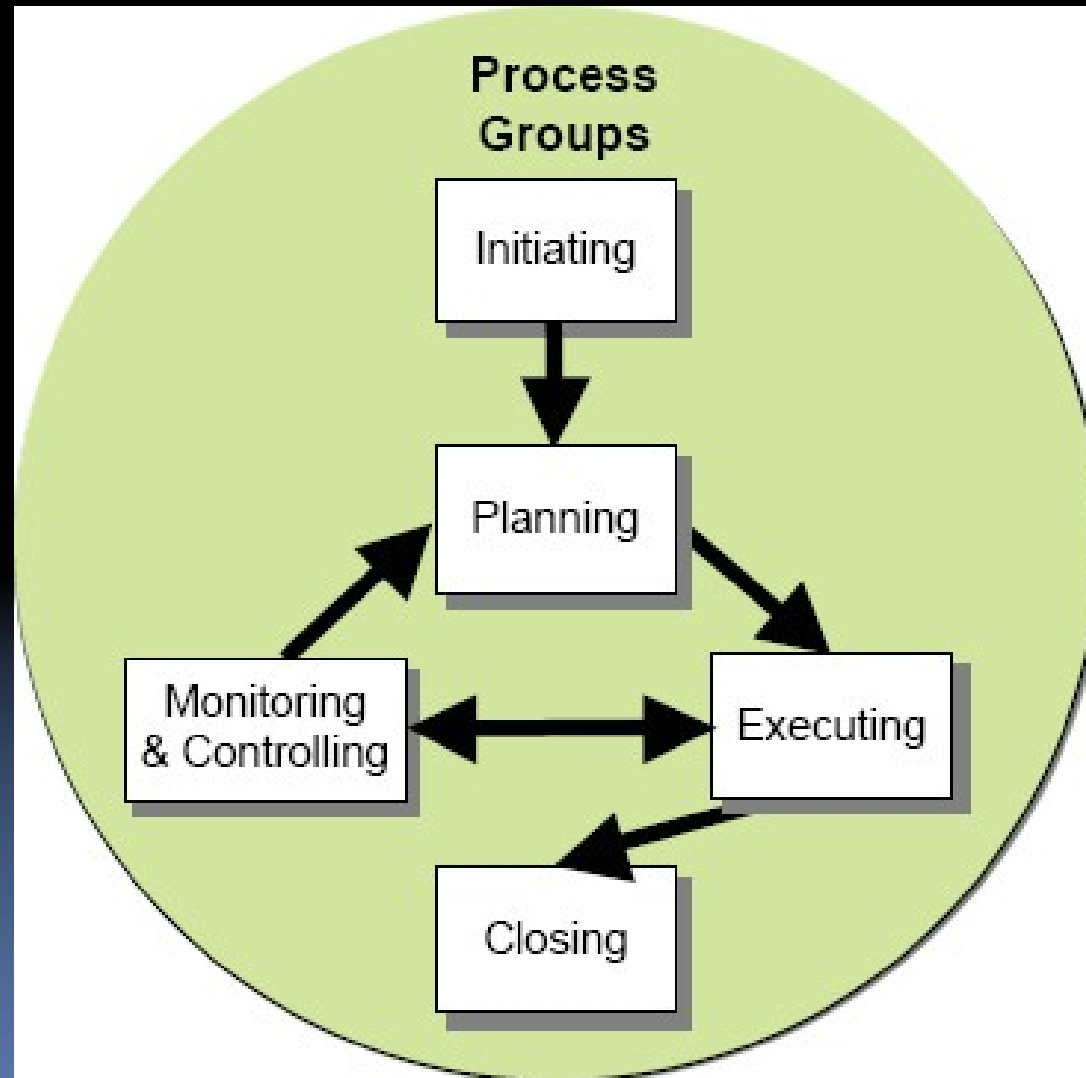 Process
Groups
Initiating
Planning
Monitoring
& Controlling
Executing
Closing